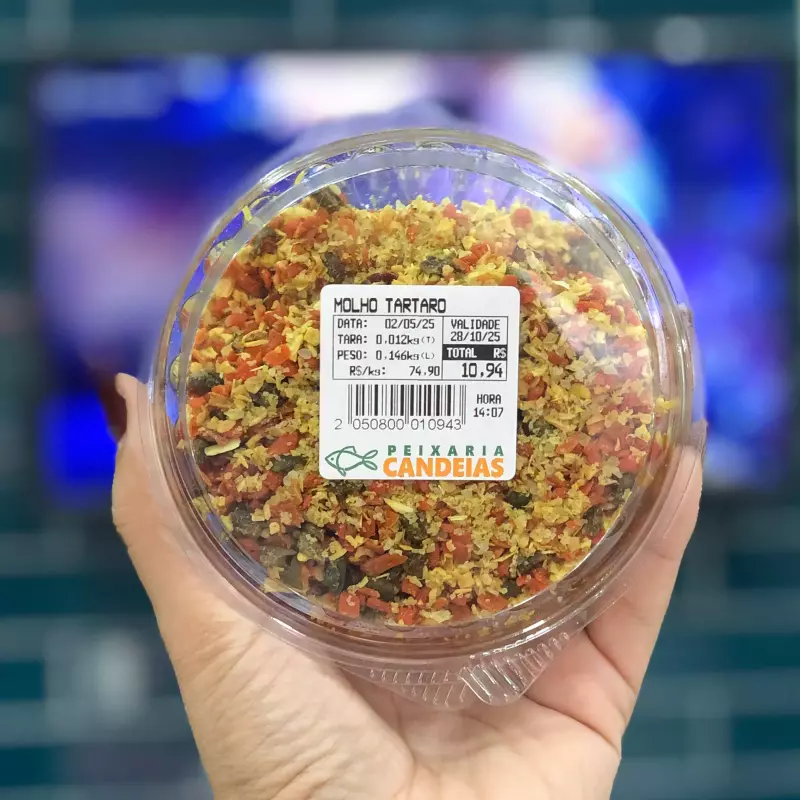 MOLHO TARTARO
DATA: 02/05/25 VALIDADE
TARA: 0,012kg(T) 28/10/25
PESO: 0,146kg(L) TOTAL R$
R$/kg: 74,90 10,94
HORA
14:07
2 050800 010943
PEIXARIA
CANDEIAS